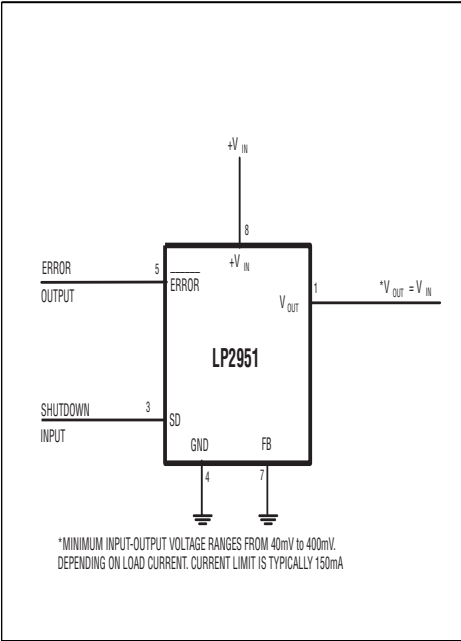 +V IN
8
+V IN
ERROR
OUTPUT
5
ERROR
1
V OUT
*V OUT = V IN
LP2951
SHUTDOWN
INPUT
3
SD
GND
FB
4
7
*MINIMUM INPUT-OUTPUT VOLTAGE RANGES FROM 40mV to 400mV.
DEPENDING ON LOAD CURRENT. CURRENT LIMIT IS TYPICALLY 150mA